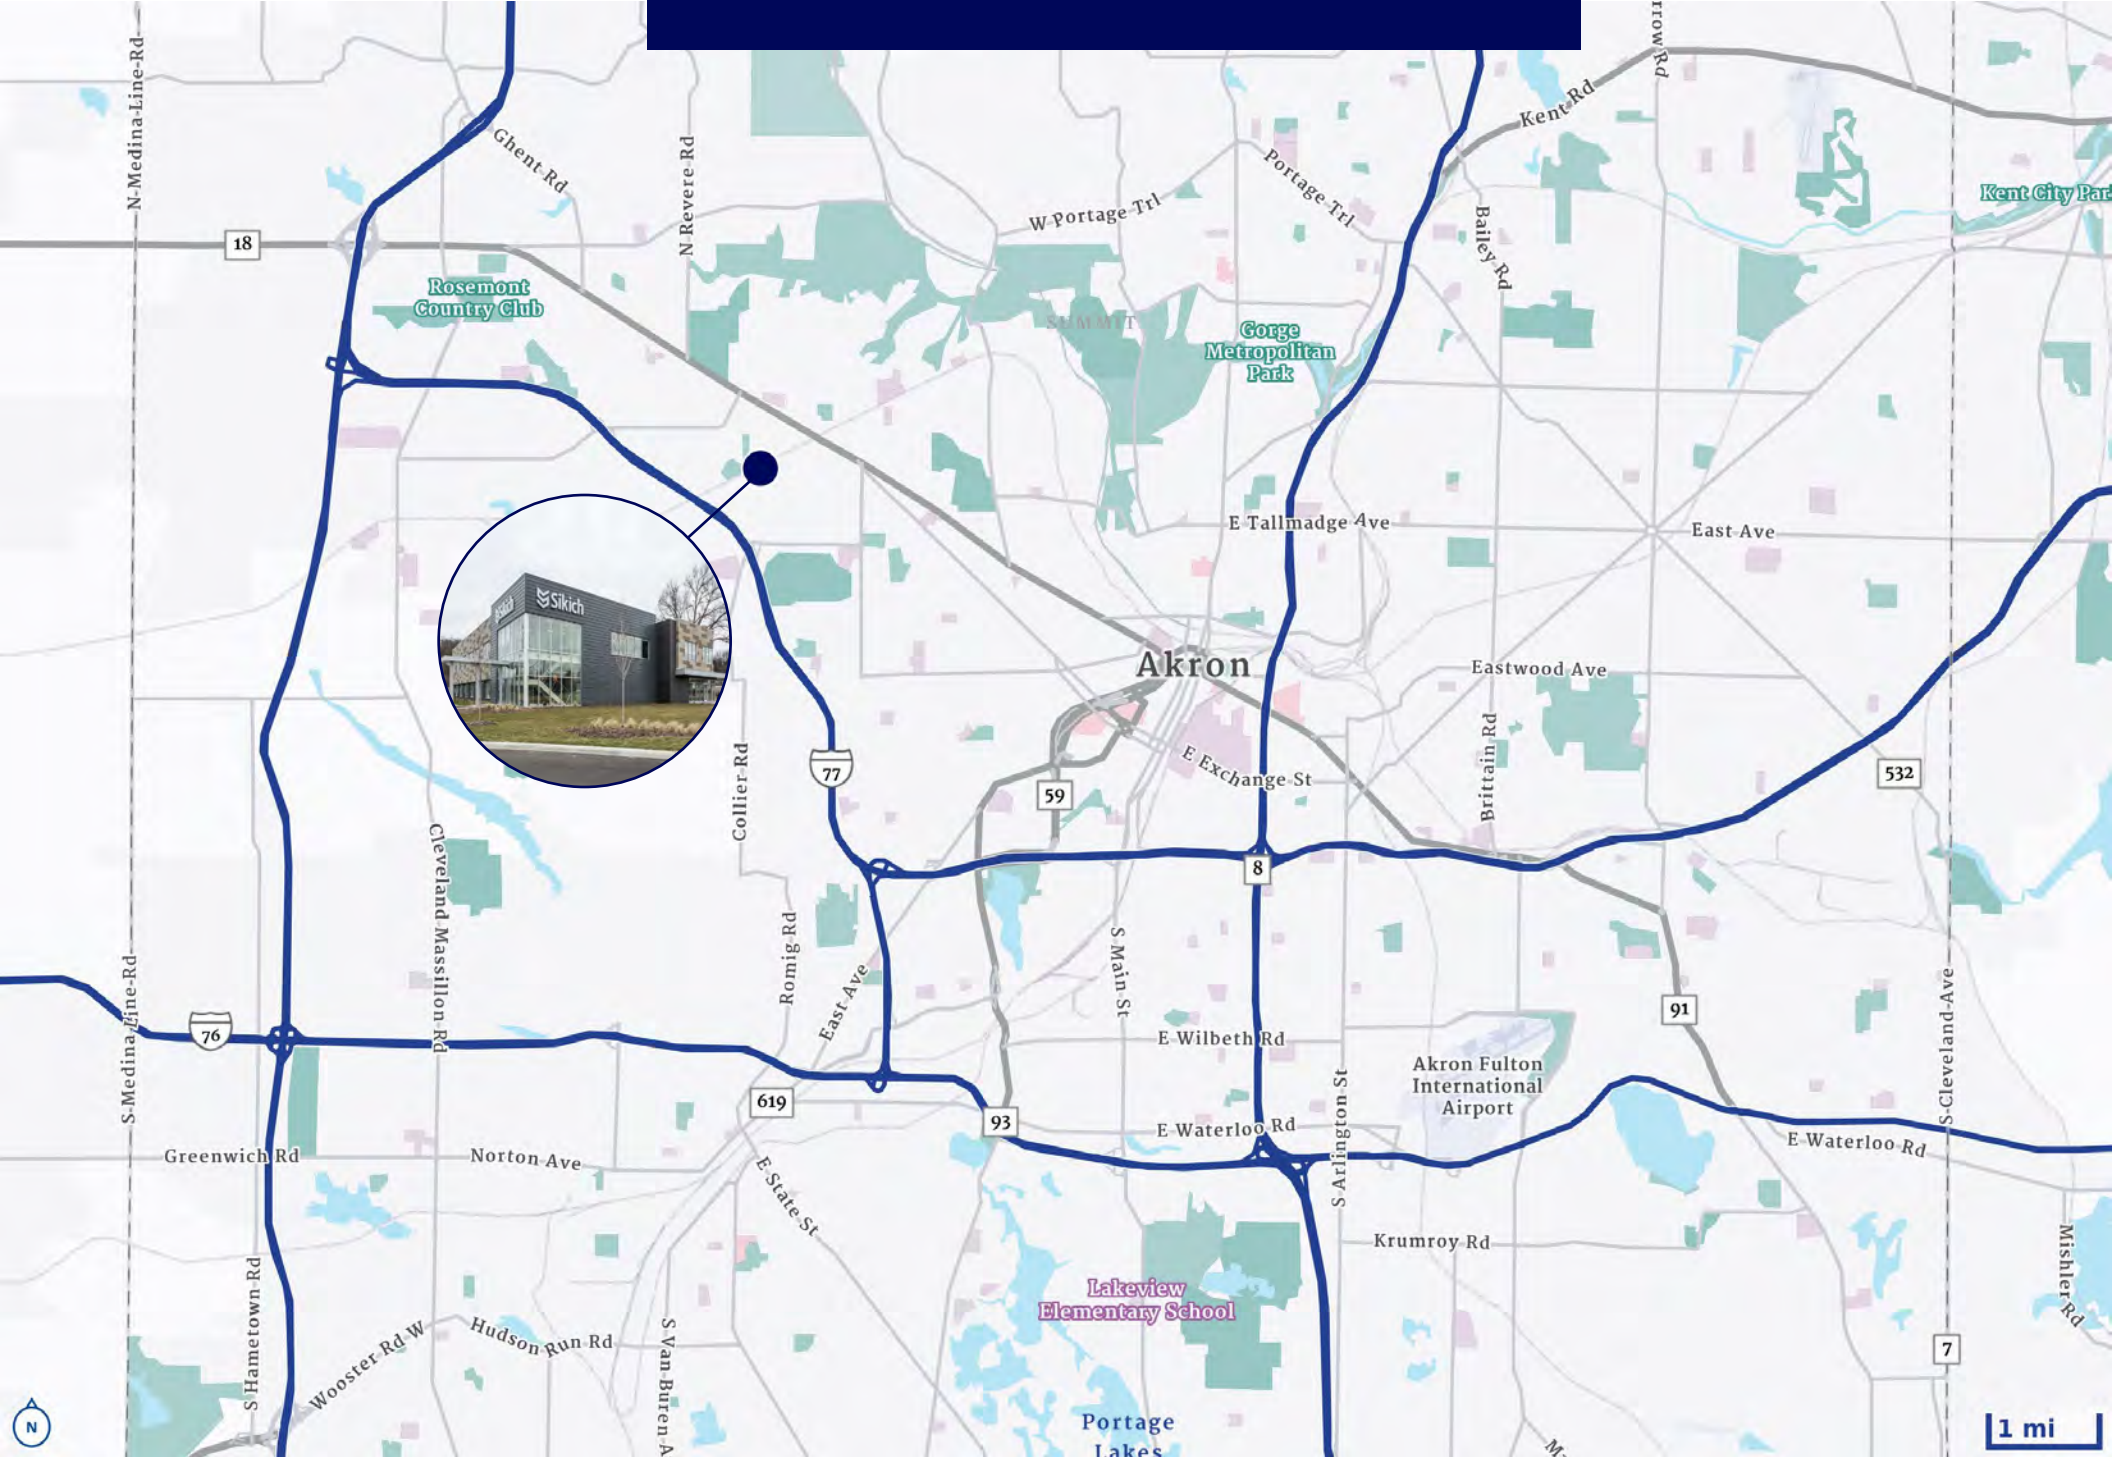 N Medina Line Rd
Ghent Rd
N Revere Rd
Kent Rd
rrow Rd
W Portage Trl
Portage Trl
Bailey Rd
Kent City Par
18
Rosemont
Country Club
SUMMIT
Gorge
Metropolitan
Park
E Tallmadge Ave
East Ave
Sikich
Sikich
Akron
Eastwood Ave
Brittain Rd
Collier Rd
77
59
E Exchange St
532
8
Cleveland Massillon Rd
Romig Rd
East Ave
S Main St
S Medina Line Rd
76
91
S Cleveland Ave
E Wilbeth Rd
Akron Fulton
International
Airport
619
93
E Waterloo Rd
S Arlington St
E Waterloo Rd
Greenwich Rd
Norton Ave
E State St
Krumroy Rd
Mishler Rd
Lakeview
Elementary School
S Hametown Rd
Wooster Rd W
Hudson Run Rd
S Van Buren A
7
N
Portage
Lakes
1 mi